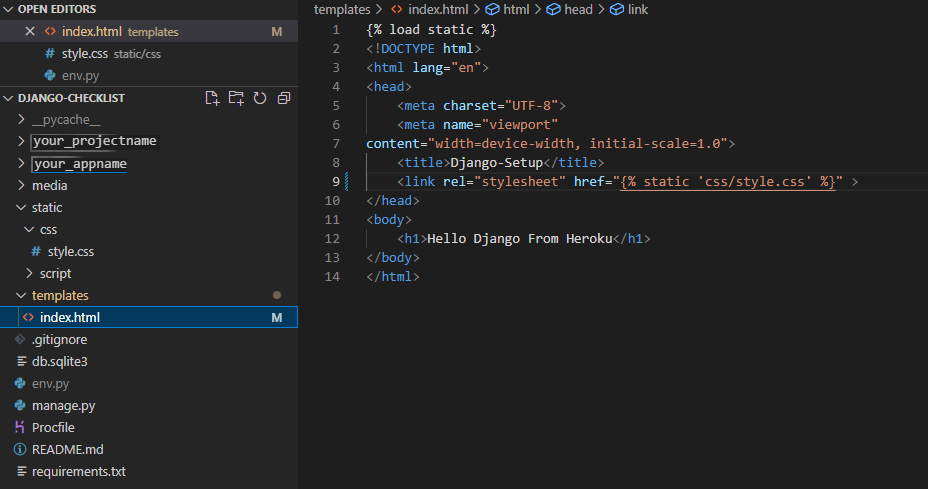 OPEN EDITORS
index.html templates M
style.css static/css
env.py
DJANGO-CHECKLIST
__pycache__
your_projectname
your_appname
media
static
css
style.css
script
templates
index.html M
.gitignore
db.sqlite3
env.py
manage.py
Procfile
README.md
requirements.txt
templates > index.html > html > head > link
1 {% load static %}
2 <!DOCTYPE html>
3 <html lang="en">
4 <head>
5 <meta charset="UTF-8">
6 <meta name="viewport"
7 content="width=device-width, initial-scale=1.0">
8 <title>Django-Setup</title>
9 <link rel="stylesheet" href="{% static 'css/style.css' %}" >
10 </head>
11 <body>
12 <h1>Hello Django From Heroku</h1>
13 </body>
14 </html>